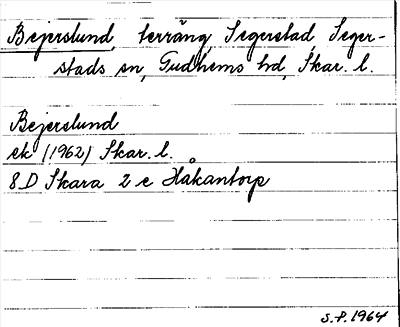 Bejerslund, terräng, Segerstad, Seger-
stads sn, Gudhems hd, Skar. l.
Bejerslund
ek (1962) Skar. l.
8 D Skara 2 e Håkantorp
S.P. 1964